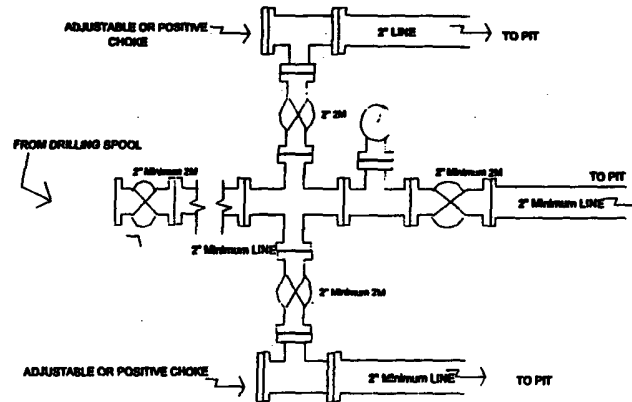 ADJUSTABLE OR POSITIVE
CHOKE
2" LINE
TO PIT
2" 2M
FROM DRILLING SPOOL
2" Minimum 2M
2" Minimum 2M
TO PIT
2" Minimum LINE
2" Minimum LINE
2" Minimum 2M
ADJUSTABLE OR POSITIVE CHOKE
2" Minimum LINE
TO PIT